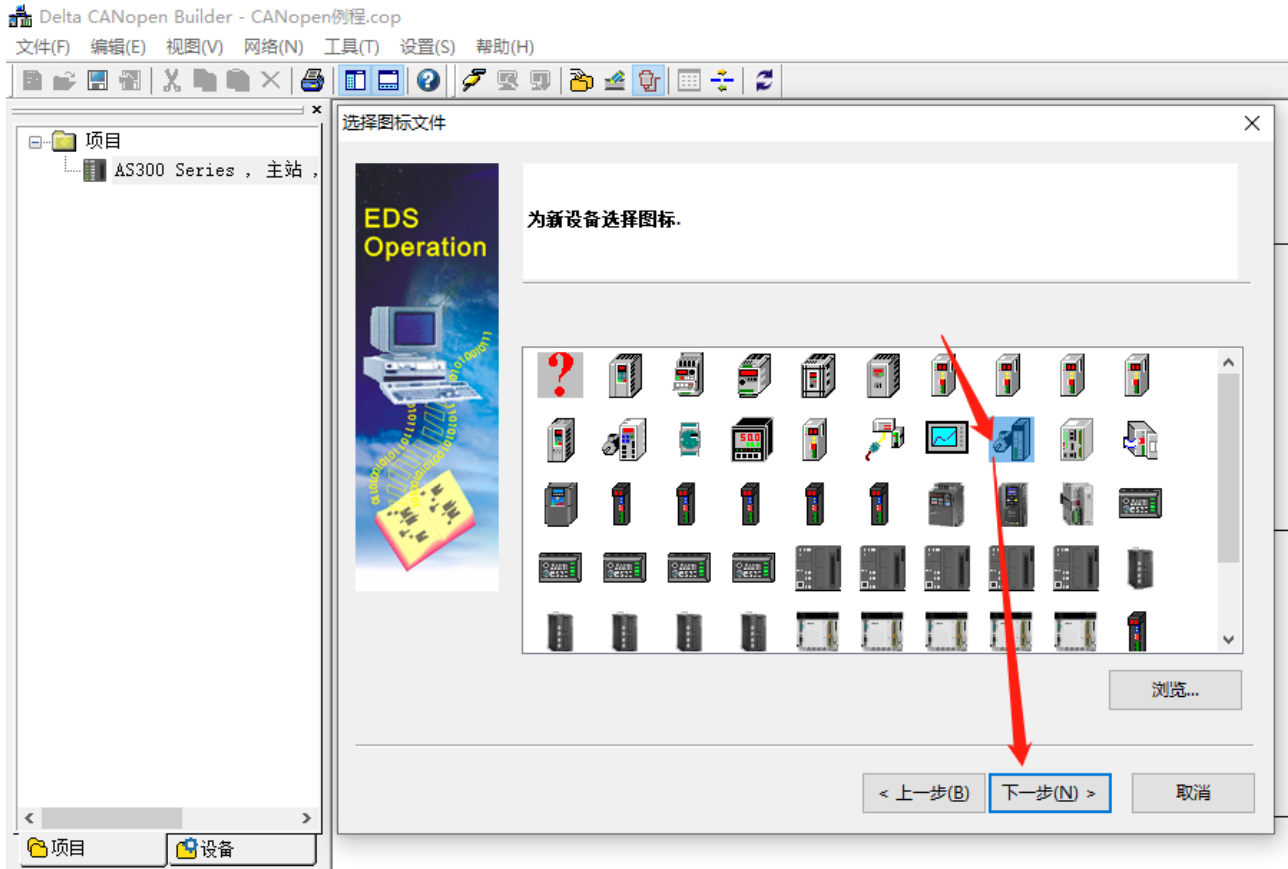 Delta CANopen Builder - CANopen例程.cop
文件(F) 编辑(E) 视图(V) 网络(N) 工具(T) 设置(S) 帮助(H)
项目
AS300 Series , 主站 ,
项目
设备
选择图标文件
EDS
Operation
为新设备选择图标.
浏览...
< 上一步(B)
下一步(N) >
取消